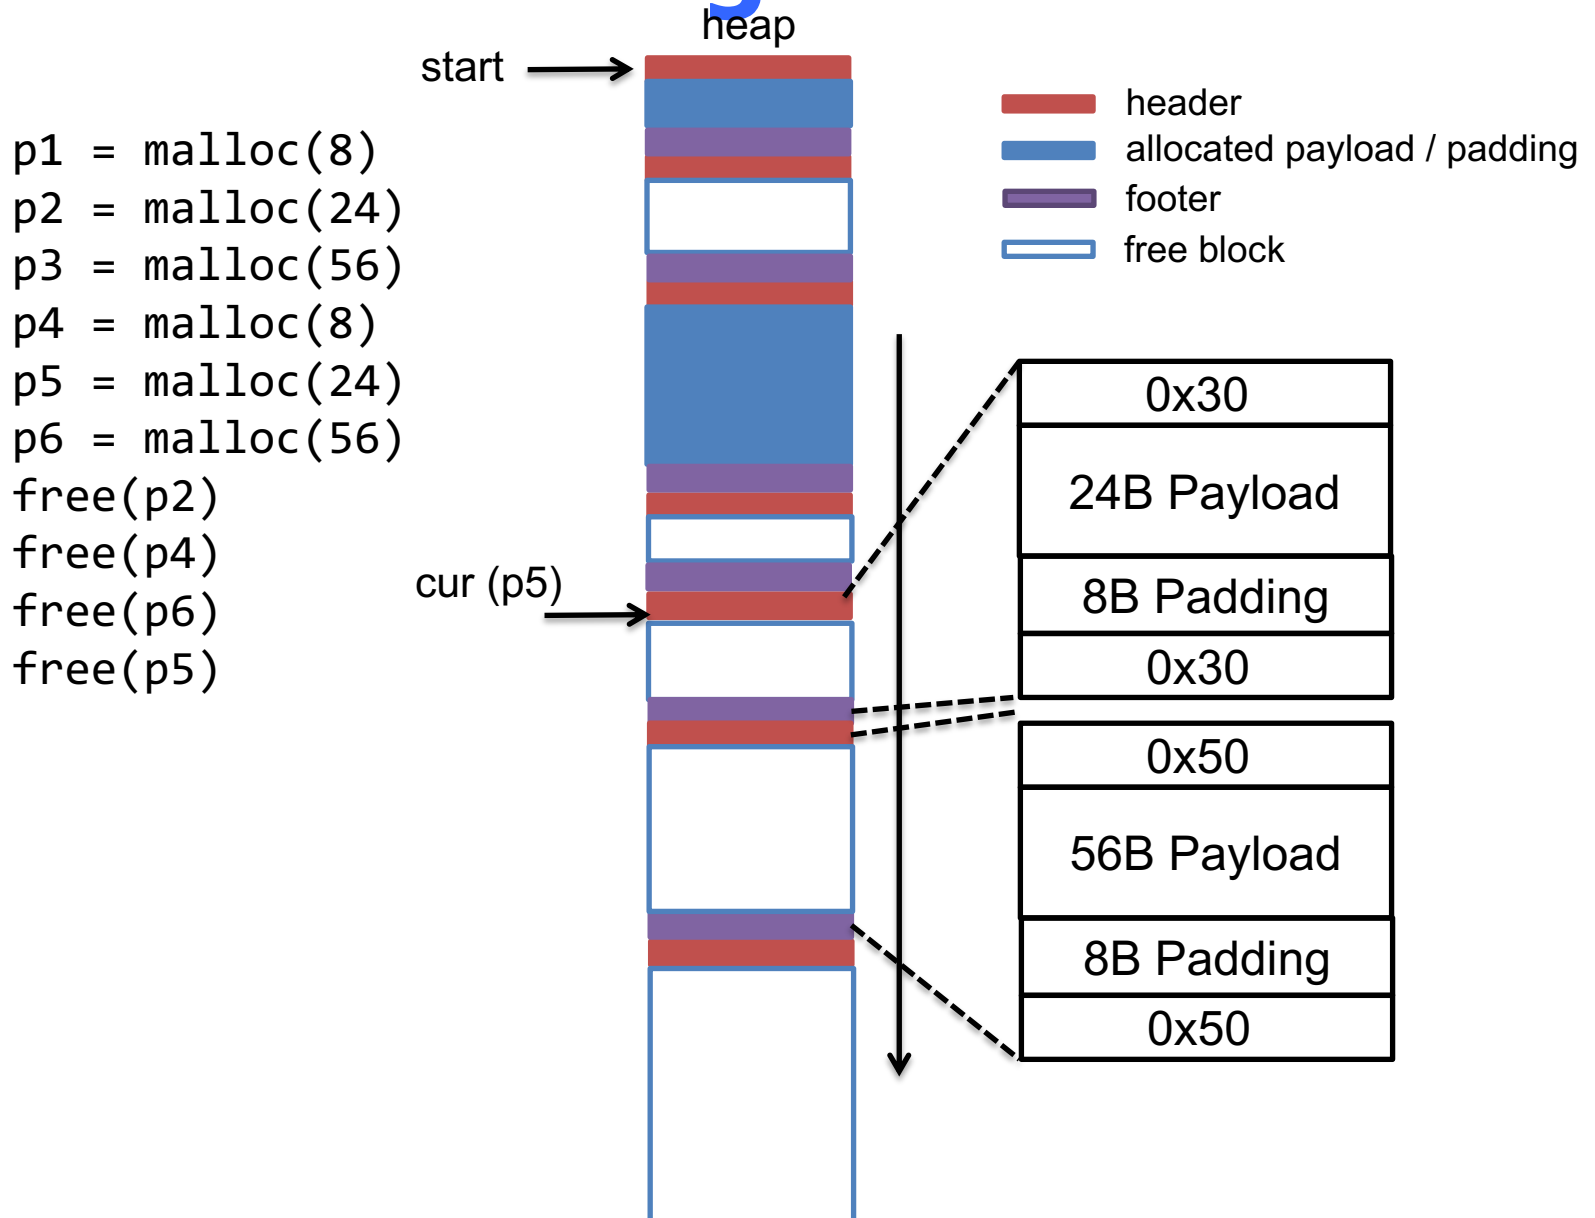 heap
start
header
allocated payload / padding
footer
free block
p1 = malloc(8)
p2 = malloc(24)
p3 = malloc(56)
p4 = malloc(8)
p5 = malloc(24)
p6 = malloc(56)
free(p2)
free(p4)
free(p6)
free(p5)
cur (p5)
0x30
24B Payload
8B Padding
0x30
0x50
56B Payload
8B Padding
0x50